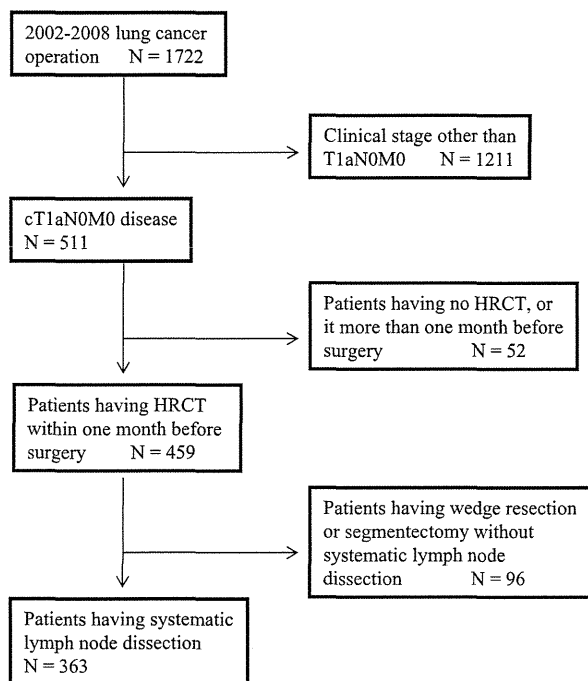 2002-2008 lung cancer
operation N = 1722
Clinical stage other than
T1aN0M0 N = 1211
cT1aN0M0 disease
N = 511
Patients having no HRCT, or
it more than one month before
surgery N = 52
Patients having HRCT
within one month before
surgery N = 459
Patients having wedge resection
or segmentectomy without
systematic lymph node
dissection N = 96
Patients having systematic
lymph node dissection
N = 363